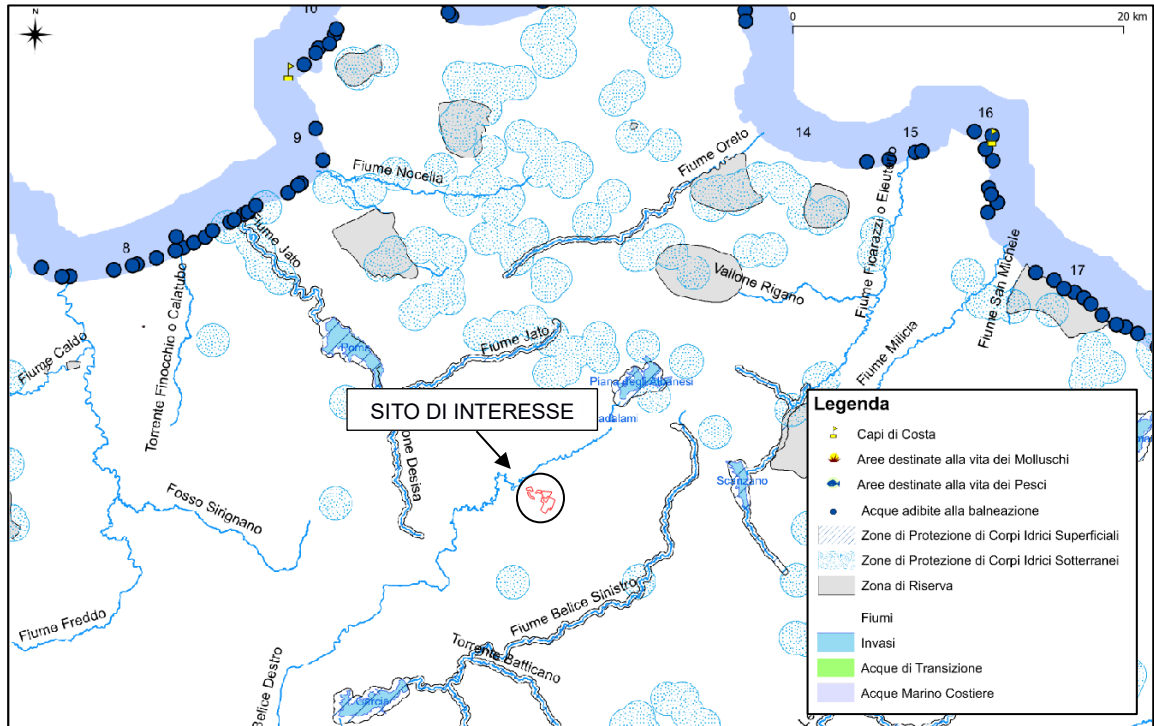 N
10
0
20 km
9
14
15
16
Fiume Oreto
Fiume Nocella
Fiume Jato
8
17
Fiume Ficarazzi o Eleuterio
Fiume San Michele
Vallone Rigano
Torrente Finocchio o Calatubo
Fiume Caldo
Poma
Fiume Jato
Fiume Milicia
Piana degli Albanesi
SITO DI INTERESSE
adalami
one Desisa
Scanzano
Fosso Sirignano
Fiume Freddo
Fiume Belice Sinistro
Torrente Batticano
Belice Destro
Garcia
Legenda
Capi di Costa
Aree destinate alla vita dei Molluschi
Aree destinate alla vita dei Pesci
Acque adibite alla balneazione
Zone di Protezione di Corpi Idrici Superficiali
Zone di Protezione di Corpi Idrici Sotterranei
Zona di Riserva
Fiumi
Invasi
Acque di Transizione
Acque Marino Costiere